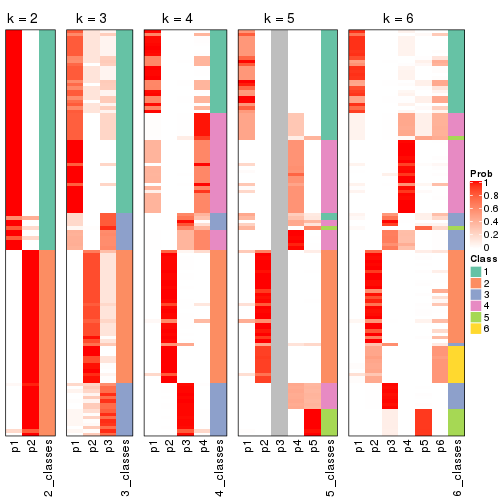 k = 2
k = 3
k = 4
k = 5
k = 6
p1
p2
2_classes
p1
p2
p3
3_classes
p1
p2
p3
p4
4_classes
p1
p2
p3
p4
p5
5_classes
p1
p2
p3
p4
p5
p6
6_classes
Prob
1
0.8
0.6
0.4
0.2
0
Class
1
2
3
4
5
6